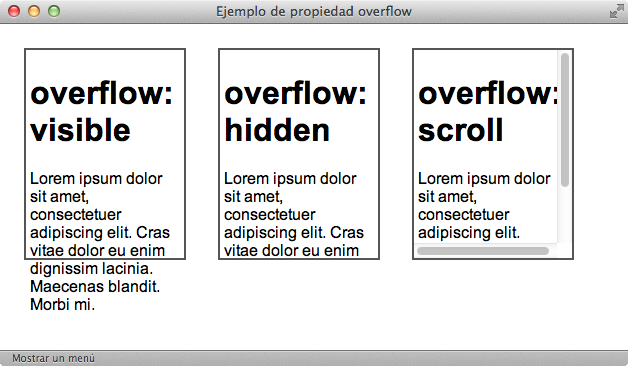 Ejemplo de propiedad overflow
overflow:
visible
Lorem ipsum dolor
sit amet,
consectetuer
adipiscing elit. Cras
vitae dolor eu enim
dignissim lacinia.
Maecenas blandit.
Morbi mi.
overflow:
hidden
Lorem ipsum dolor
sit amet,
consectetuer
adipiscing elit. Cras
vitae dolor eu enim
overflow:
scroll
Lorem ipsum dolor
sit amet,
consectetuer
adipiscing elit.
Mostrar un menú